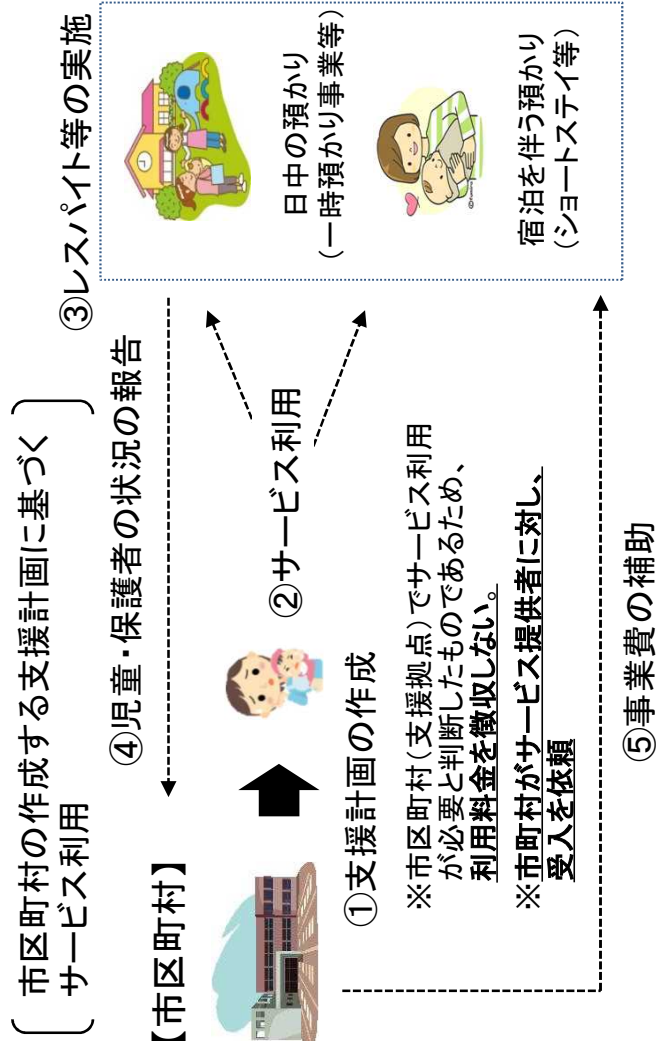 市区町村の作成する支援計画に基づく
サービス利用
④児童・保護者の状況の報告
③レスパイト等の実施
【市区町村】
②サービス利用
日中の預かり
(一時預かり事業等)
宿泊を伴う預かり
(ショートステイ等)
①支援計画の作成
※市区町村(支援拠点)でサービス利用
が必要と判断したものであるため、
利用料金を徴収しない。
※市町村がサービス提供者に対し、
受入を依頼
⑤事業費の補助